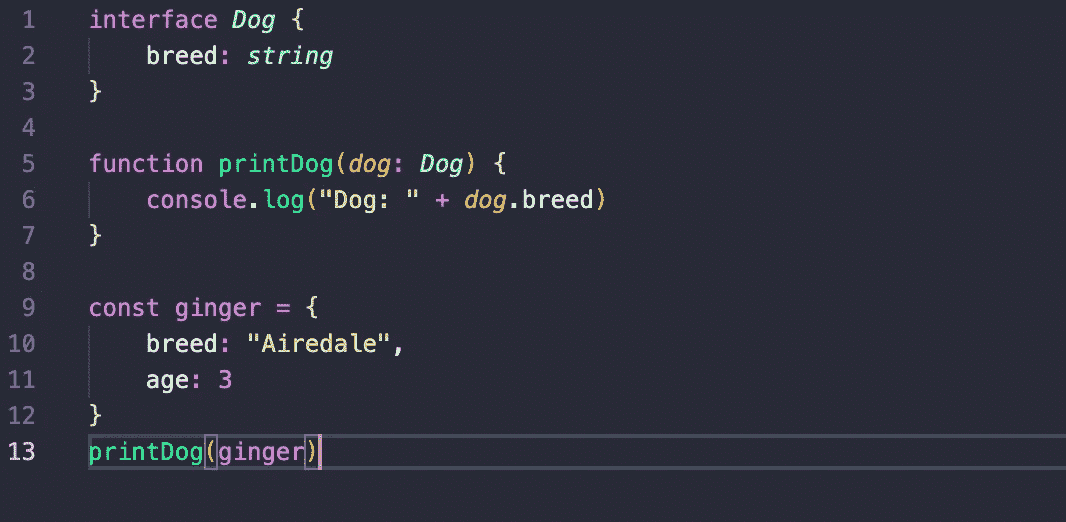 1 interface Dog {
2     breed: string
3 }
4
5 function printDog(dog: Dog) {
6     console.log("Dog: " + dog.breed)
7 }
8
9 const ginger = {
10     breed: "Airedale",
11     age: 3
12 }
13 printDog(ginger)